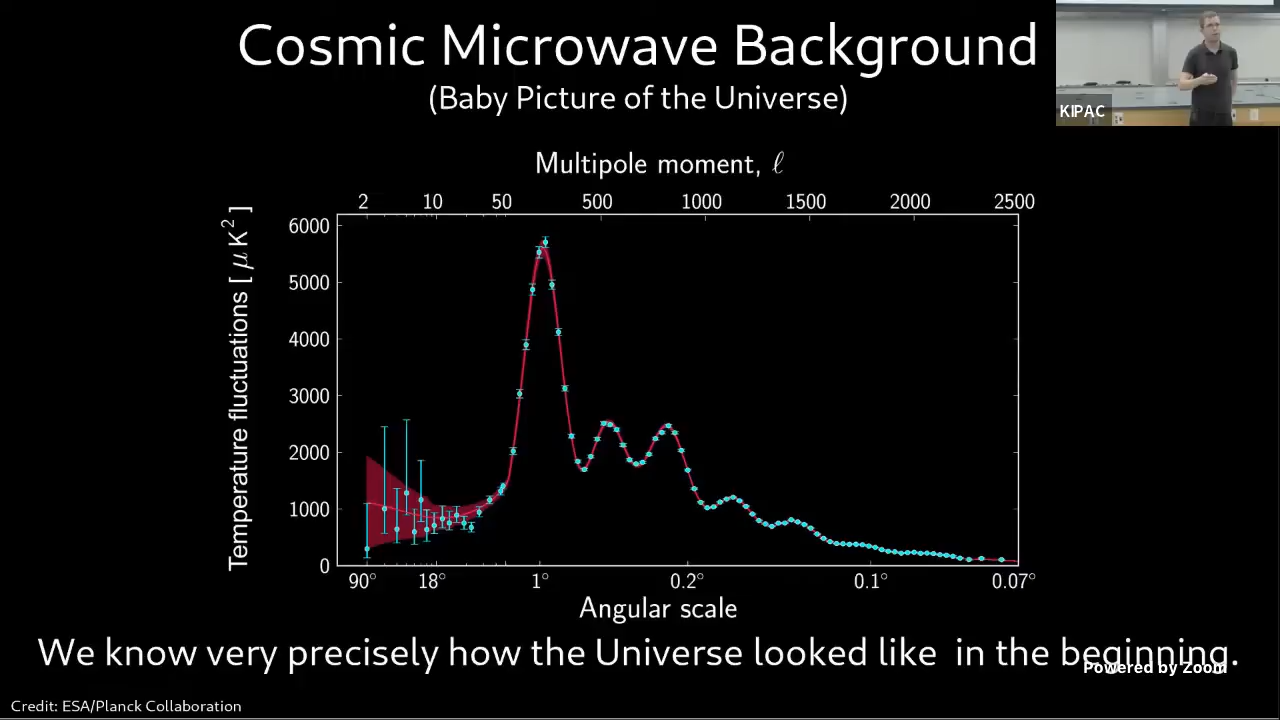 Cosmic Microwave Background
(Baby Picture of the Universe)
KIPAC
Multipole moment, ℓ
2 10 50 500 1000 1500 2000 2500
Temperature fluctuations [ μ K² ]
6000
5000
4000
3000
2000
1000
0
90° 18° 1° 0.2° 0.1° 0.07°
Angular scale
We know very precisely how the Universe looked like in the beginning.
Powered by Zoom
Credit: ESA/Planck Collaboration